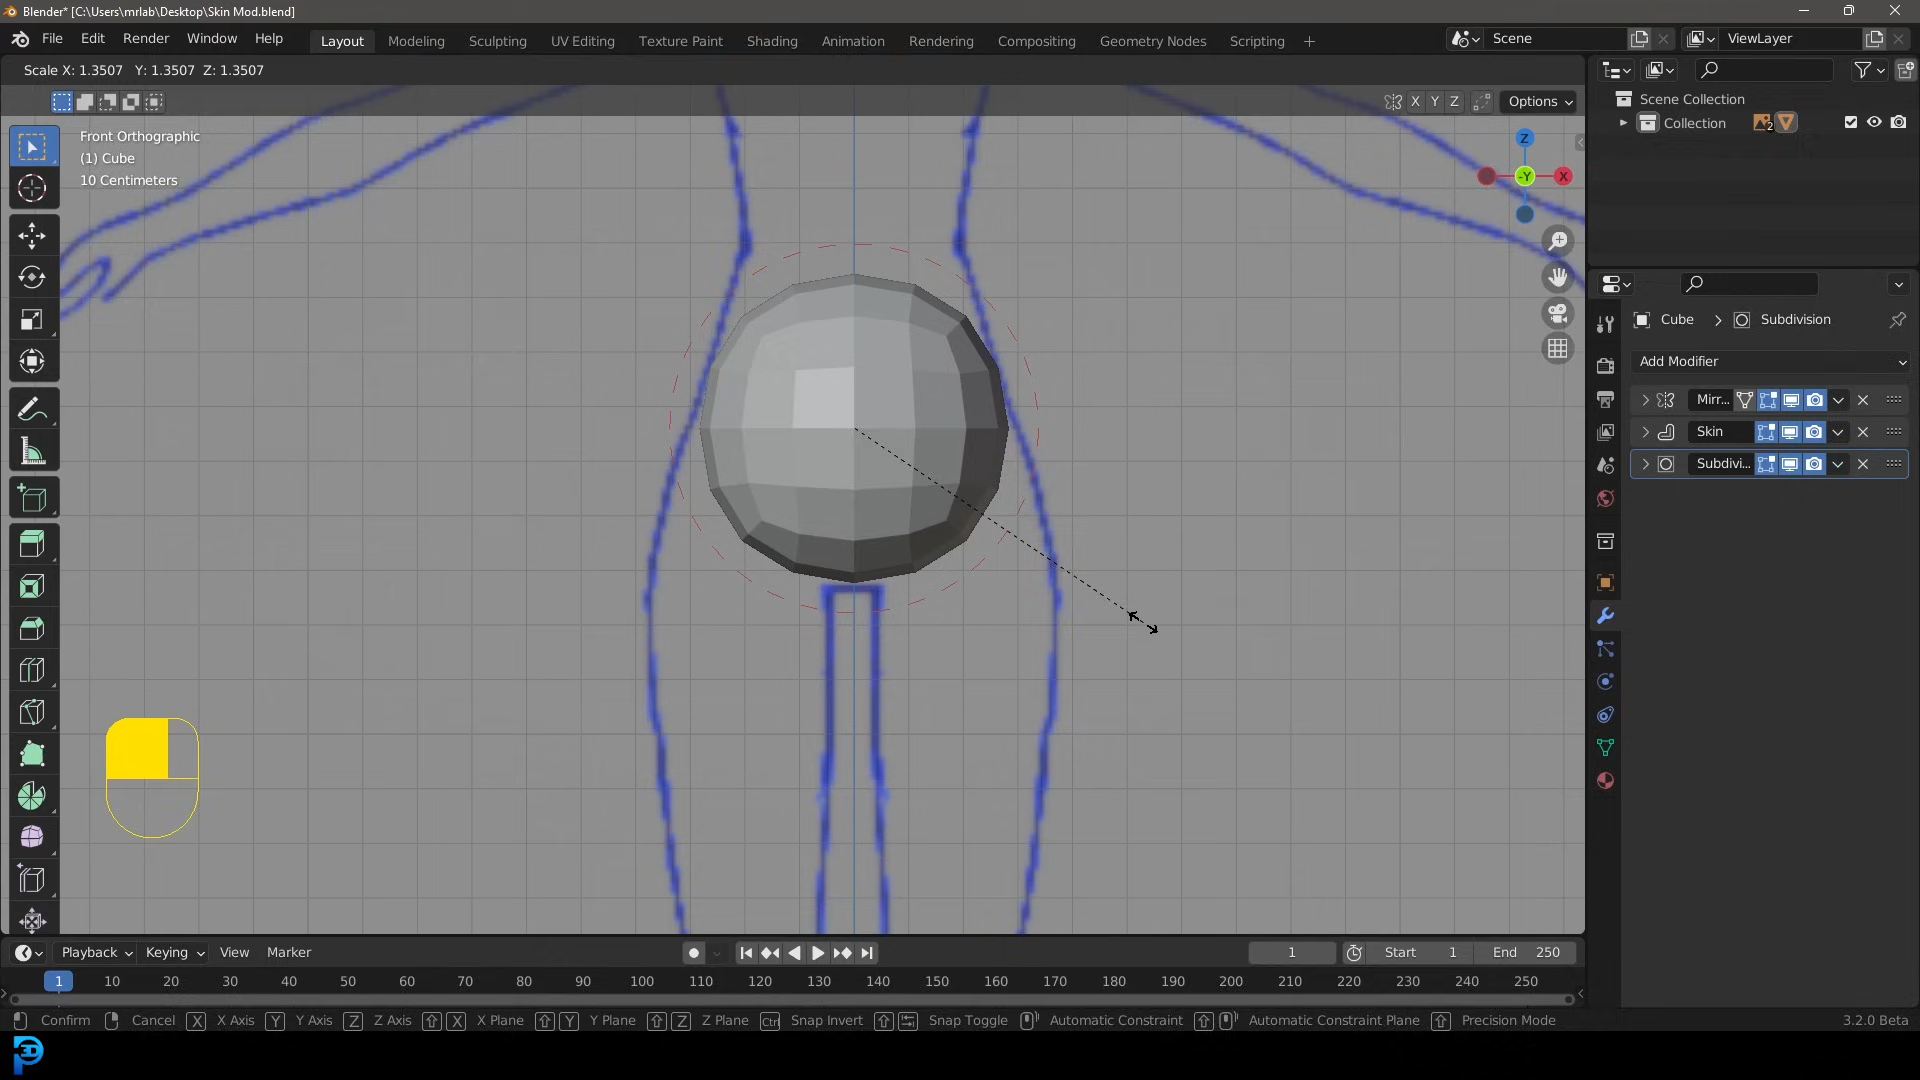 Blender* [C:\Users\mrlab\Desktop\Skin Mod.blend]
File Edit Render Window Help
Layout Modeling Sculpting UV Editing Texture Paint Shading Animation Rendering Compositing Geometry Nodes Scripting +
Scene ViewLayer
Scale X: 1.3507 Y: 1.3507 Z: 1.3507
X Y Z Options
Front Orthographic
(1) Cube
10 Centimeters
Z
-Y X
Scene Collection
Collection 2
Cube > Subdivision
Add Modifier
Mirr...
Skin
Subdivi...
Playback Keying View Marker
1 Start 1 End 250
1 10 20 30 40 50 60 70 80 90 100 110 120 130 140 150 160 170 180 190 200 210 220 230 240 250
Confirm Cancel X X Axis Y Y Axis Z Z Axis X X Plane Y Y Plane Z Z Plane Ctrl Snap Invert Snap Toggle Automatic Constraint Automatic Constraint Plane Precision Mode 3.2.0 Beta